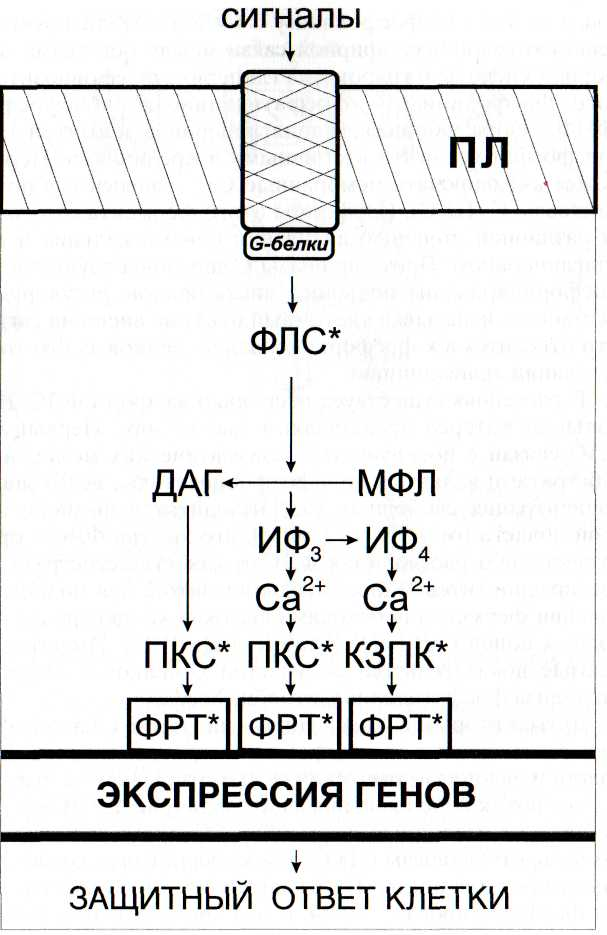 СИГНАЛЫ
ПЛ
G-белки
ФЛС*
ДАГ МФЛ
ИФ₃ ИФ₄
Ca²⁺ Ca²⁺
ПКС* ПКС* КЗПК*
ФРТ* ФРТ* ФРТ*
ЭКСПРЕССИЯ ГЕНОВ
ЗАЩИТНЫЙ ОТВЕТ КЛЕТКИ